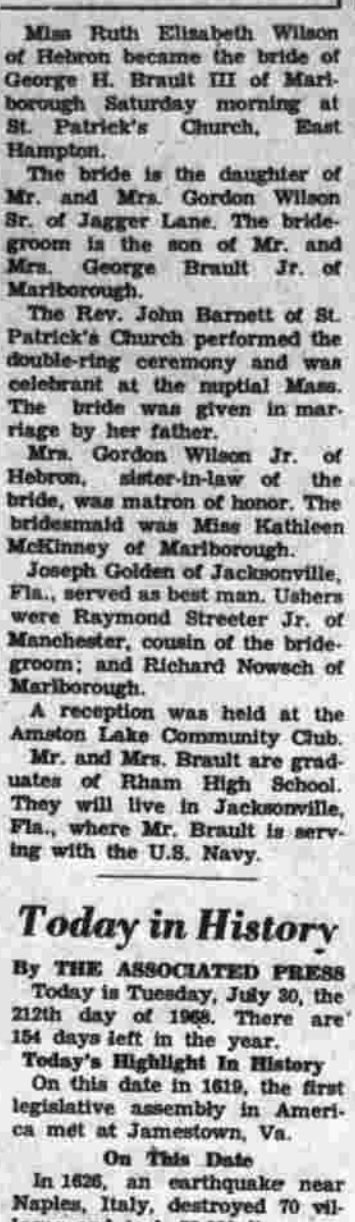 Miss Ruth Elisabeth Wilson
of Hebron became the bride of
George H. Brault III of Marl-
borough Saturday morning at
St. Patrick's Church, East
Hampton.
The bride is the daughter of
Mr. and Mrs. Gordon Wilson
Sr. of Jagger Lane. The bride-
groom is the son of Mr. and
Mrs. George Brault Jr. of
Marlborough.
The Rev. John Barnett of St.
Patrick's Church performed the
double-ring ceremony and was
celebrant at the nuptial Mass.
The bride was given in mar-
riage by her father.
Mrs. Gordon Wilson Jr. of
Hebron, sister-in-law of the
bride, was matron of honor. The
bridesmaid was Miss Kathleen
McKinney of Marlborough.
Joseph Golden of Jacksonville,
Fla., served as best man. Ushers
were Raymond Streeter Jr. of
Manchester, cousin of the bride-
groom; and Richard Nowsch of
Marlborough.
A reception was held at the
Amston Lake Community Club.
Mr. and Mrs. Brault are grad-
uates of Rham High School.
They will live in Jacksonville,
Fla., where Mr. Brault is serv-
ing with the U.S. Navy.
Today in History
By THE ASSOCIATED PRESS
Today is Tuesday, July 30, the
212th day of 1968. There are
154 days left in the year.
Today's Highlight In History
On this date in 1619, the first
legislative assembly in Ameri-
ca met at Jamestown, Va.
On This Date
In 1626, an earthquake near
Naples, Italy, destroyed 70 vil-